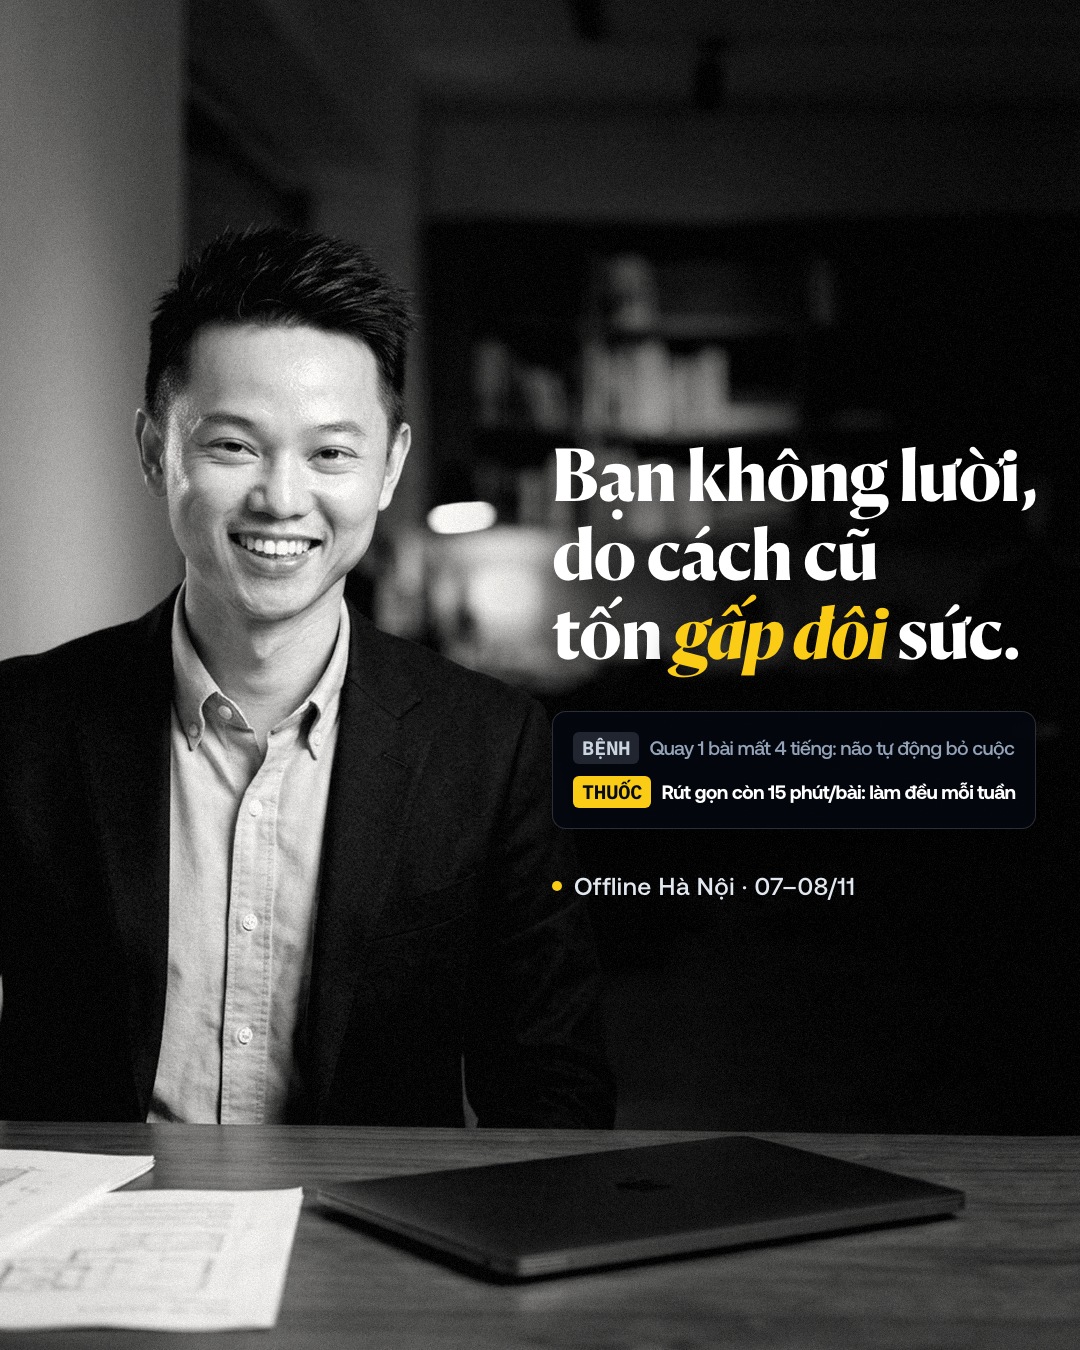 Bạn không lười,
do cách cũ
tốn gấp đôi sức.
BỆNH Quay 1 bài mất 4 tiếng: não tự động bỏ cuộc
THUỐC Rút gọn còn 15 phút/bài: làm đều mỗi tuần
Offline Hà Nội · 07–08/11